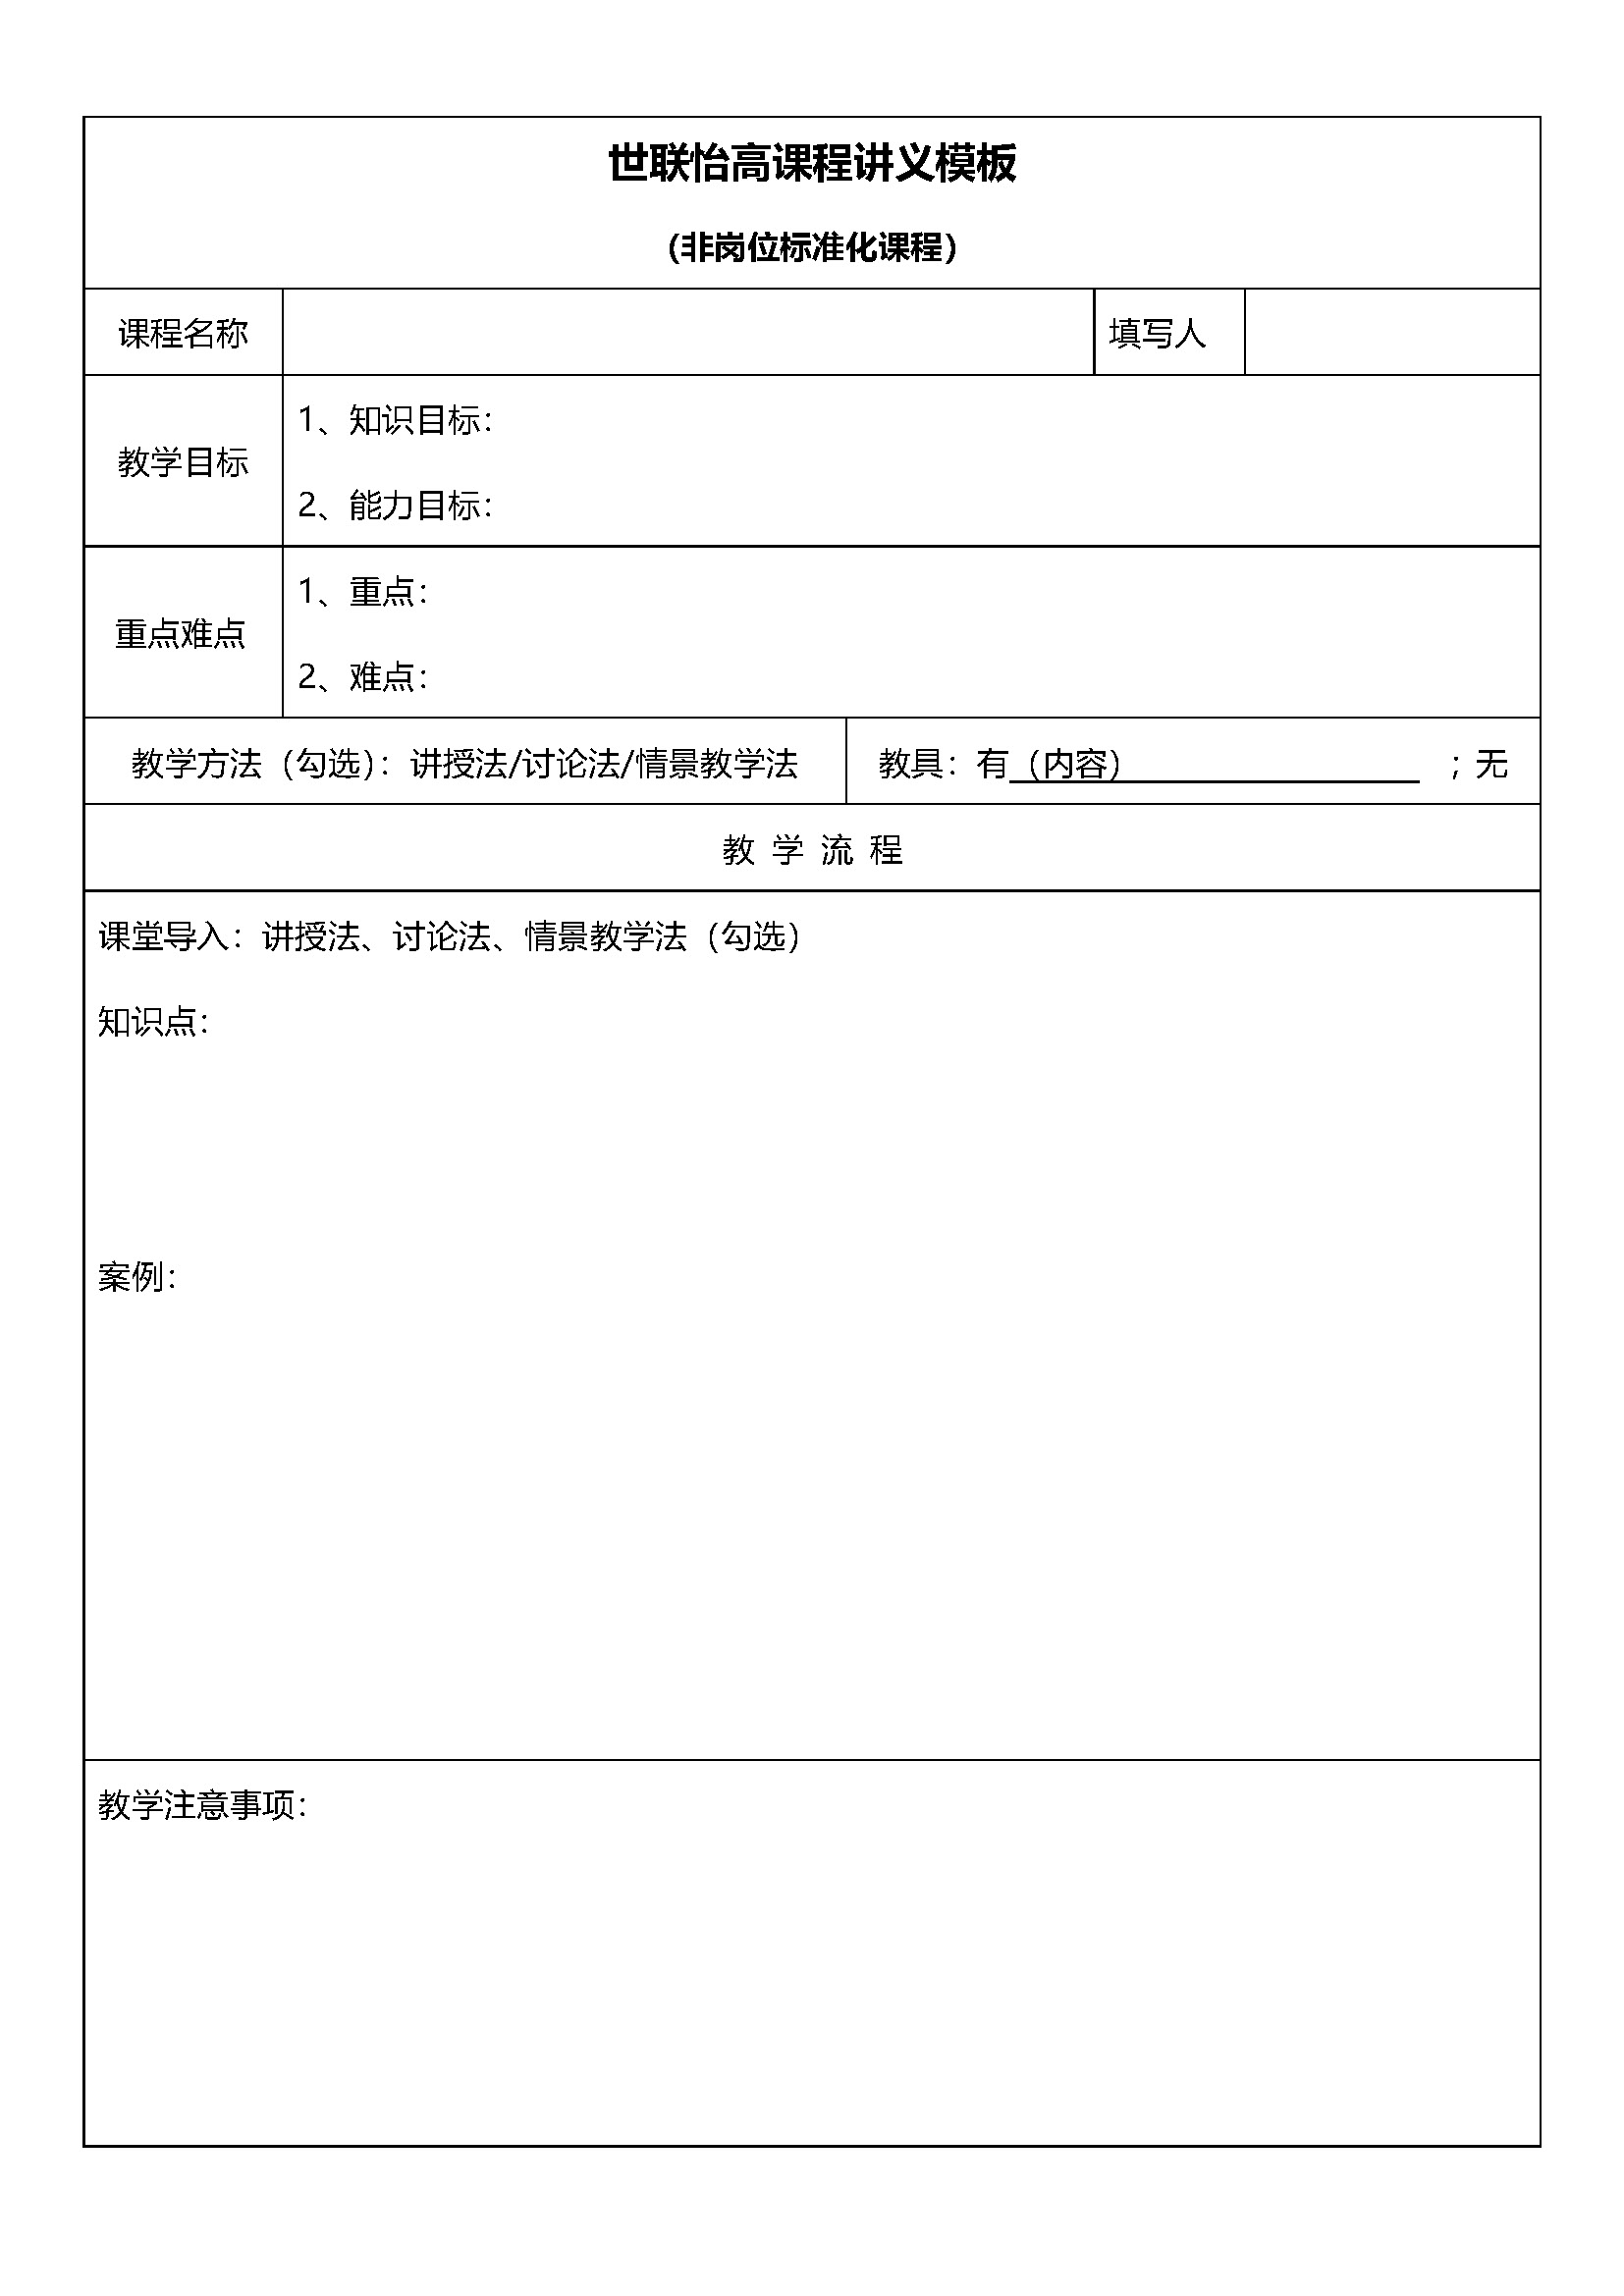 世联怡高课程讲义模板
（非岗位标准化课程）
课程名称
填写人
教学目标
1、知识目标：
2、能力目标：
重点难点
1、重点：
2、难点：
教学方法（勾选）：讲授法/讨论法/情景教学法
教具：有（内容） ；无
教 学 流 程
课堂导入：讲授法、讨论法、情景教学法（勾选）
知识点：
案例：
教学注意事项：